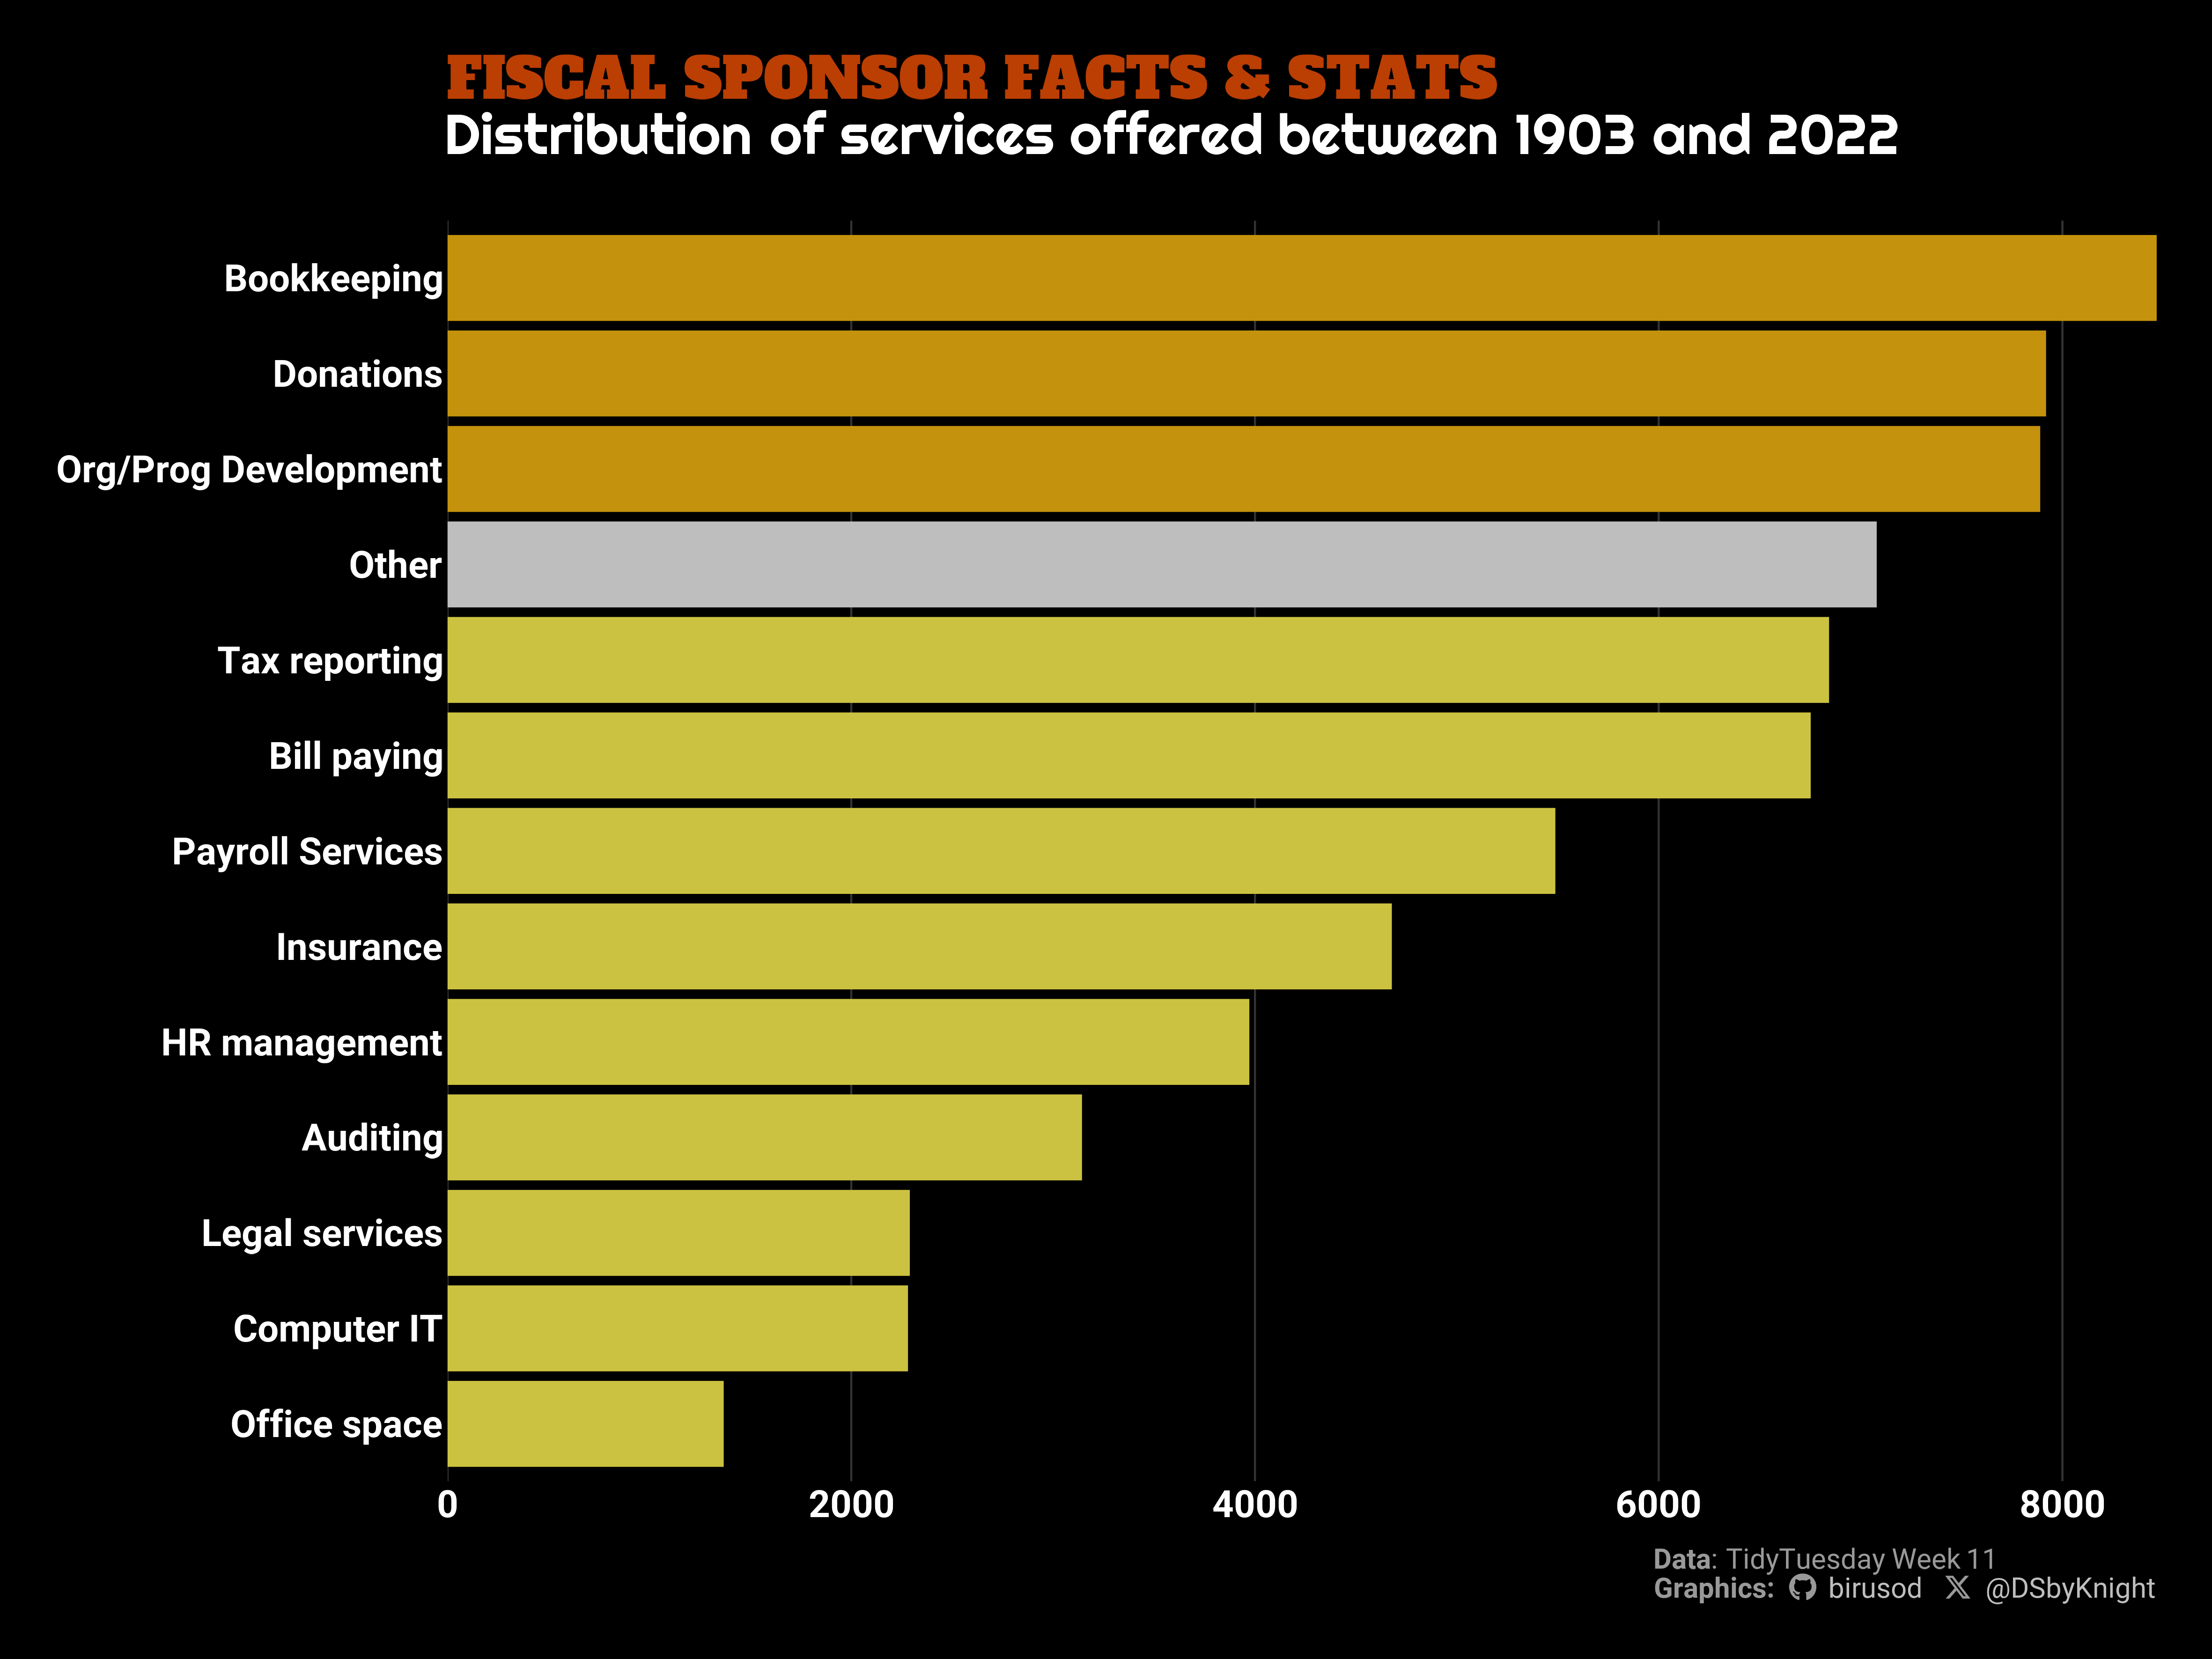 FISCAL SPONSOR FACTS & STATS
Distribution of services offered between 1903 and 2022
Bookkeeping
Donations
Org/Prog Development
Other
Tax reporting
Bill paying
Payroll Services
Insurance
HR management
Auditing
Legal services
Computer IT
Office space
0 2000 4000 6000 8000
Data: TidyTuesday Week 11
Graphics: birusod @DSbyKnight